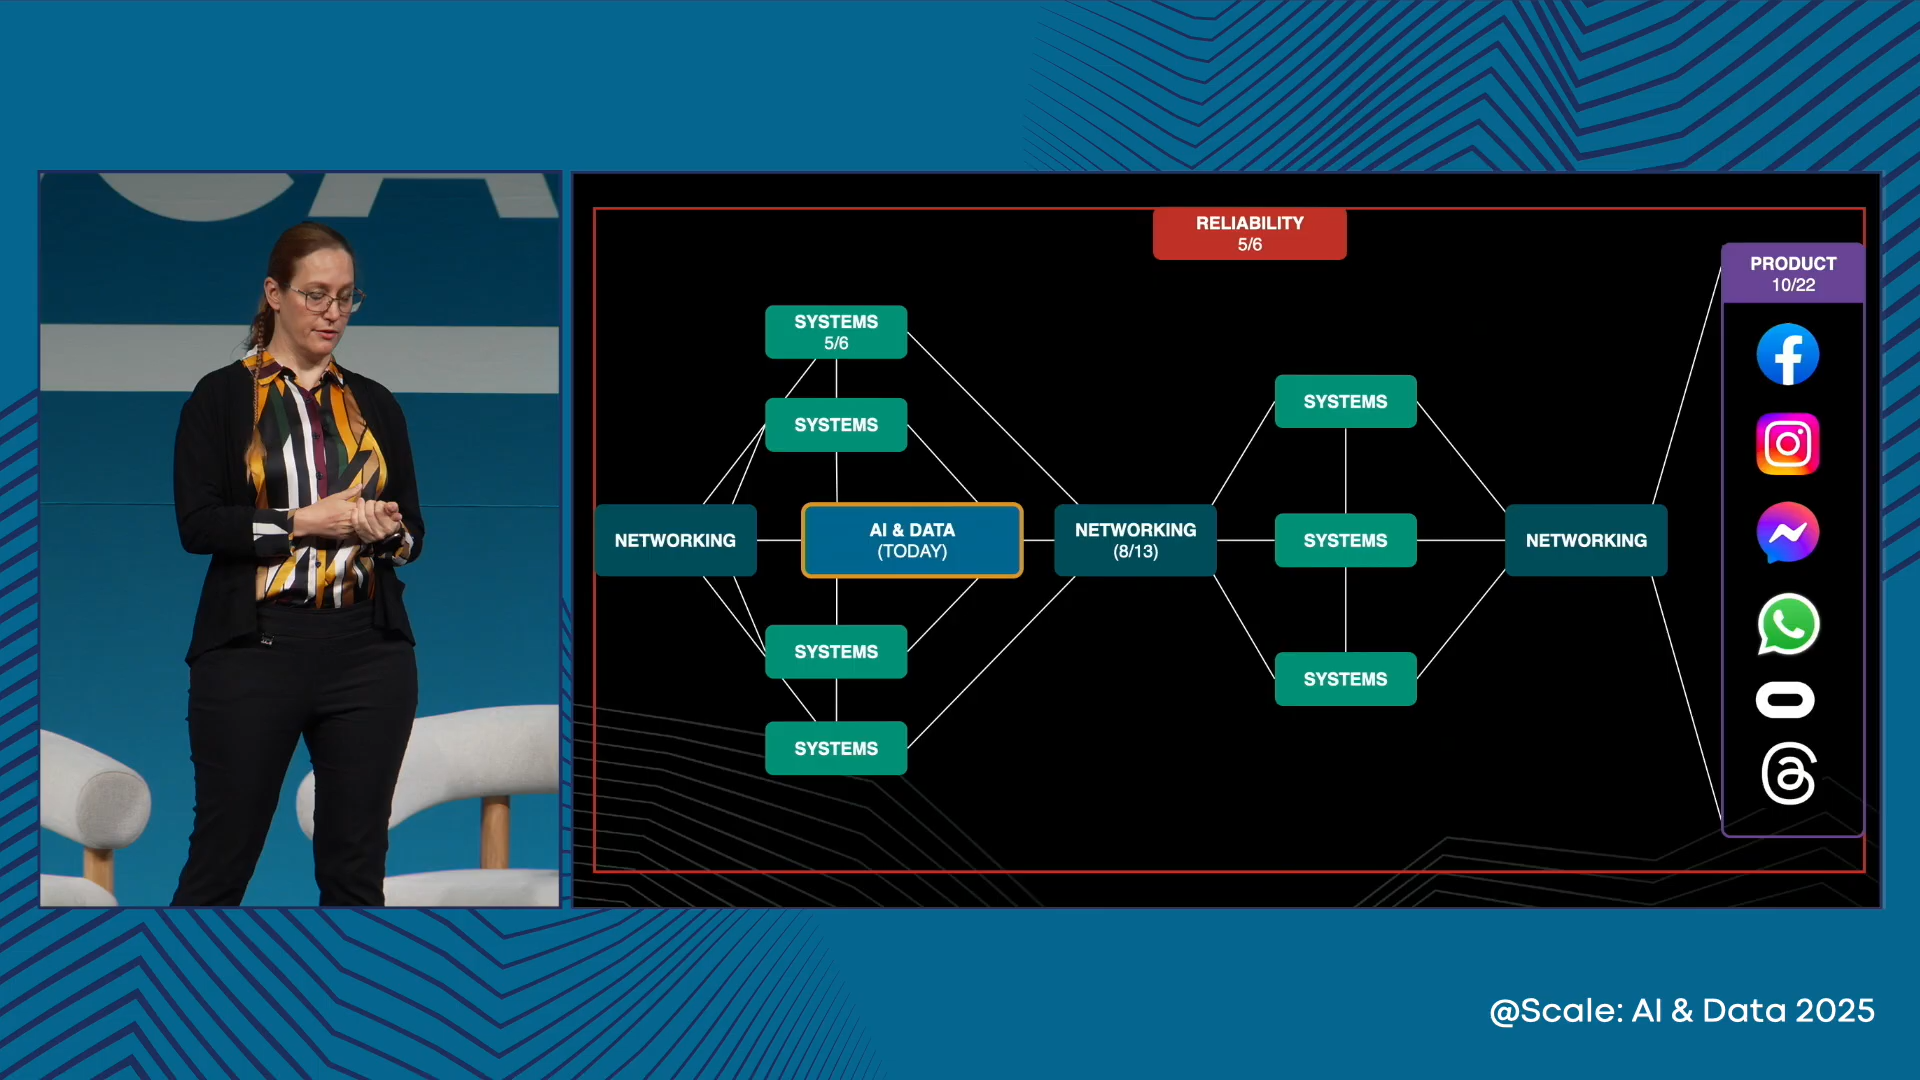 RELIABILITY
5/6
PRODUCT
10/22
SYSTEMS
5/6
SYSTEMS
SYSTEMS
NETWORKING
AI & DATA
(TODAY)
NETWORKING
(8/13)
SYSTEMS
NETWORKING
SYSTEMS
SYSTEMS
SYSTEMS
@Scale: AI & Data 2025